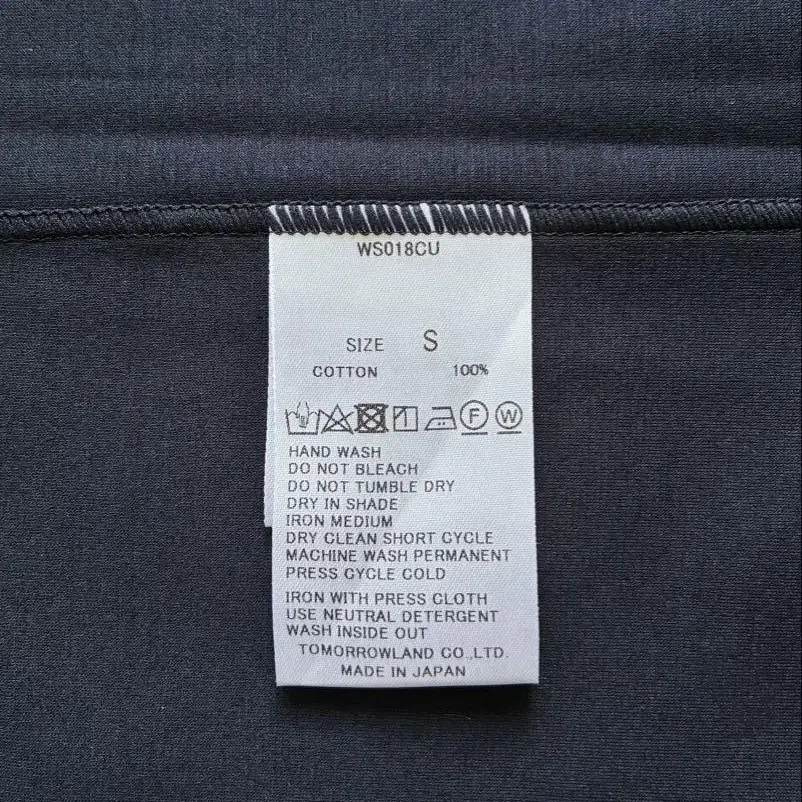 WS018CU
SIZE S
COTTON 100%
F W
HAND WASH
DO NOT BLEACH
DO NOT TUMBLE DRY
DRY IN SHADE
IRON MEDIUM
DRY CLEAN SHORT CYCLE
MACHINE WASH PERMANENT
PRESS CYCLE COLD
IRON WITH PRESS CLOTH
USE NEUTRAL DETERGENT
WASH INSIDE OUT
TOMORROWLAND CO.,LTD.
MADE IN JAPAN